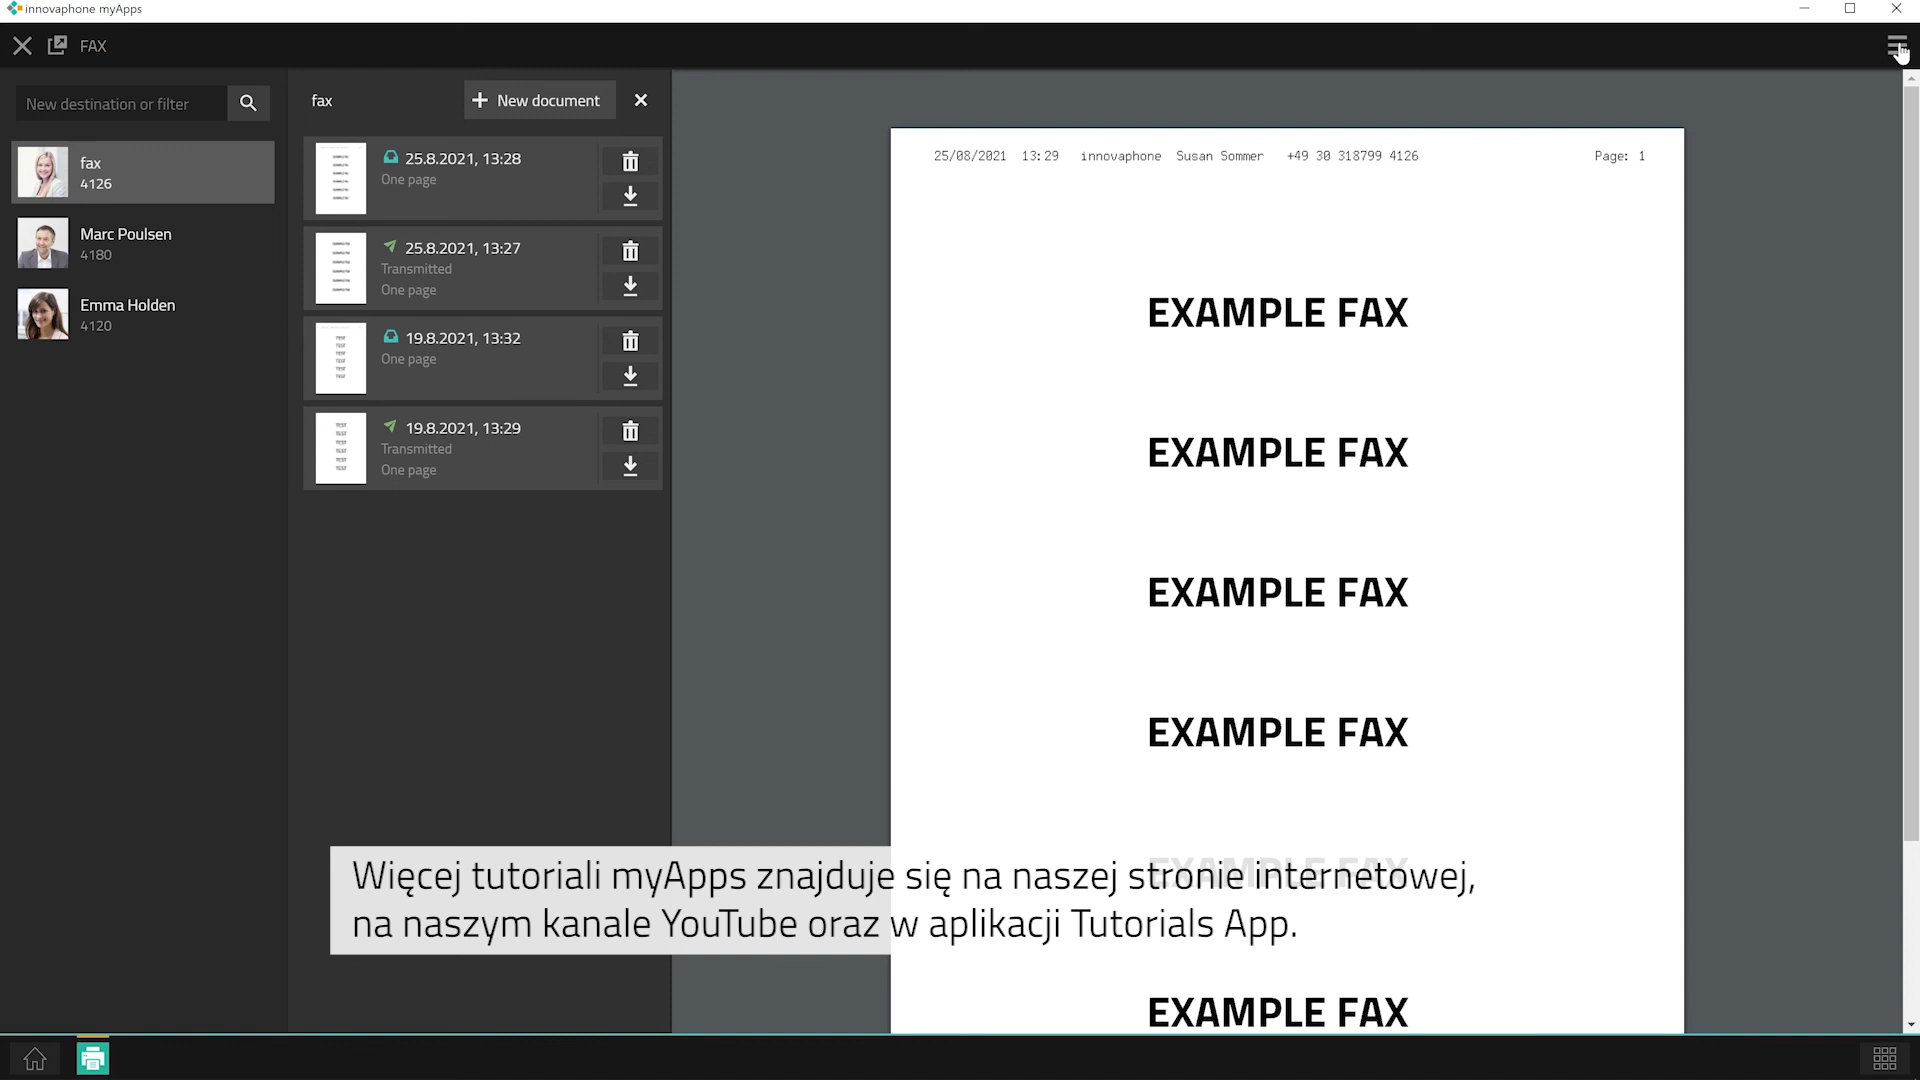 innovaphone myApps
FAX
New destination or filter
fax
4126
Marc Poulsen
4180
Emma Holden
4120
fax
New document
25.8.2021, 13:28
One page
25.8.2021, 13:27
Transmitted
One page
19.8.2021, 13:32
One page
19.8.2021, 13:29
Transmitted
One page
25/08/2021 13:29 innovaphone Susan Sommer +49 30 318799 4126 Page: 1
EXAMPLE FAX
EXAMPLE FAX
EXAMPLE FAX
EXAMPLE FAX
EXAMPLE FAX
Więcej tutoriali myApps znajduje się na naszej stronie internetowej,
na naszym kanale YouTube oraz w aplikacji Tutorials App.
EXAMPLE FAX